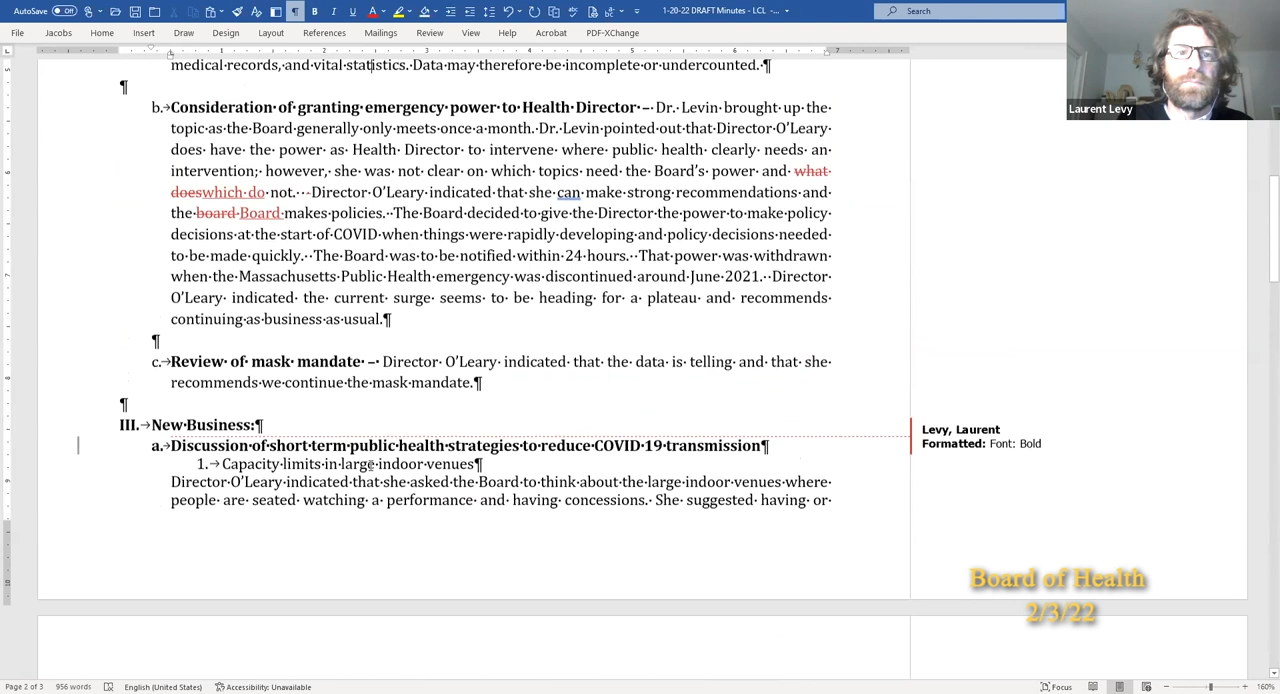 AutoSave Off
1-20-22 DRAFT Minutes - LCL -
Search
File Jacobs Home Insert Draw Design Layout References Mailings Review View Help Acrobat PDF-XChange
Laurent Levy
medical records, and vital statistics. Data may therefore be incomplete or undercounted. ¶
¶
b. Consideration of granting emergency power to Health Director – Dr. Levin brought up the
topic as the Board generally only meets once a month. Dr. Levin pointed out that Director O'Leary
does have the power as Health Director to intervene where public health clearly needs an
intervention; however, she was not clear on which topics need the Board's power and what
doeswhich do not. Director O'Leary indicated that she can make strong recommendations and
the board Board makes policies. The Board decided to give the Director the power to make policy
decisions at the start of COVID when things were rapidly developing and policy decisions needed
to be made quickly. The Board was to be notified within 24 hours. That power was withdrawn
when the Massachusetts Public Health emergency was discontinued around June 2021. Director
O'Leary indicated the current surge seems to be heading for a plateau and recommends
continuing as business as usual.¶
¶
c. Review of mask mandate – Director O'Leary indicated that the data is telling and that she
recommends we continue the mask mandate.¶
¶
III. New Business:¶
Levy, Laurent
Formatted: Font: Bold
a. Discussion of short term public health strategies to reduce COVID 19 transmission¶
1. Capacity limits in large indoor venues¶
Director O'Leary indicated that she asked the Board to think about the large indoor venues where
people are seated watching a performance and having concessions. She suggested having or
Board of Health
2/3/22
Page 2 of 3 956 words English (United States) Accessibility: Unavailable Focus 160%